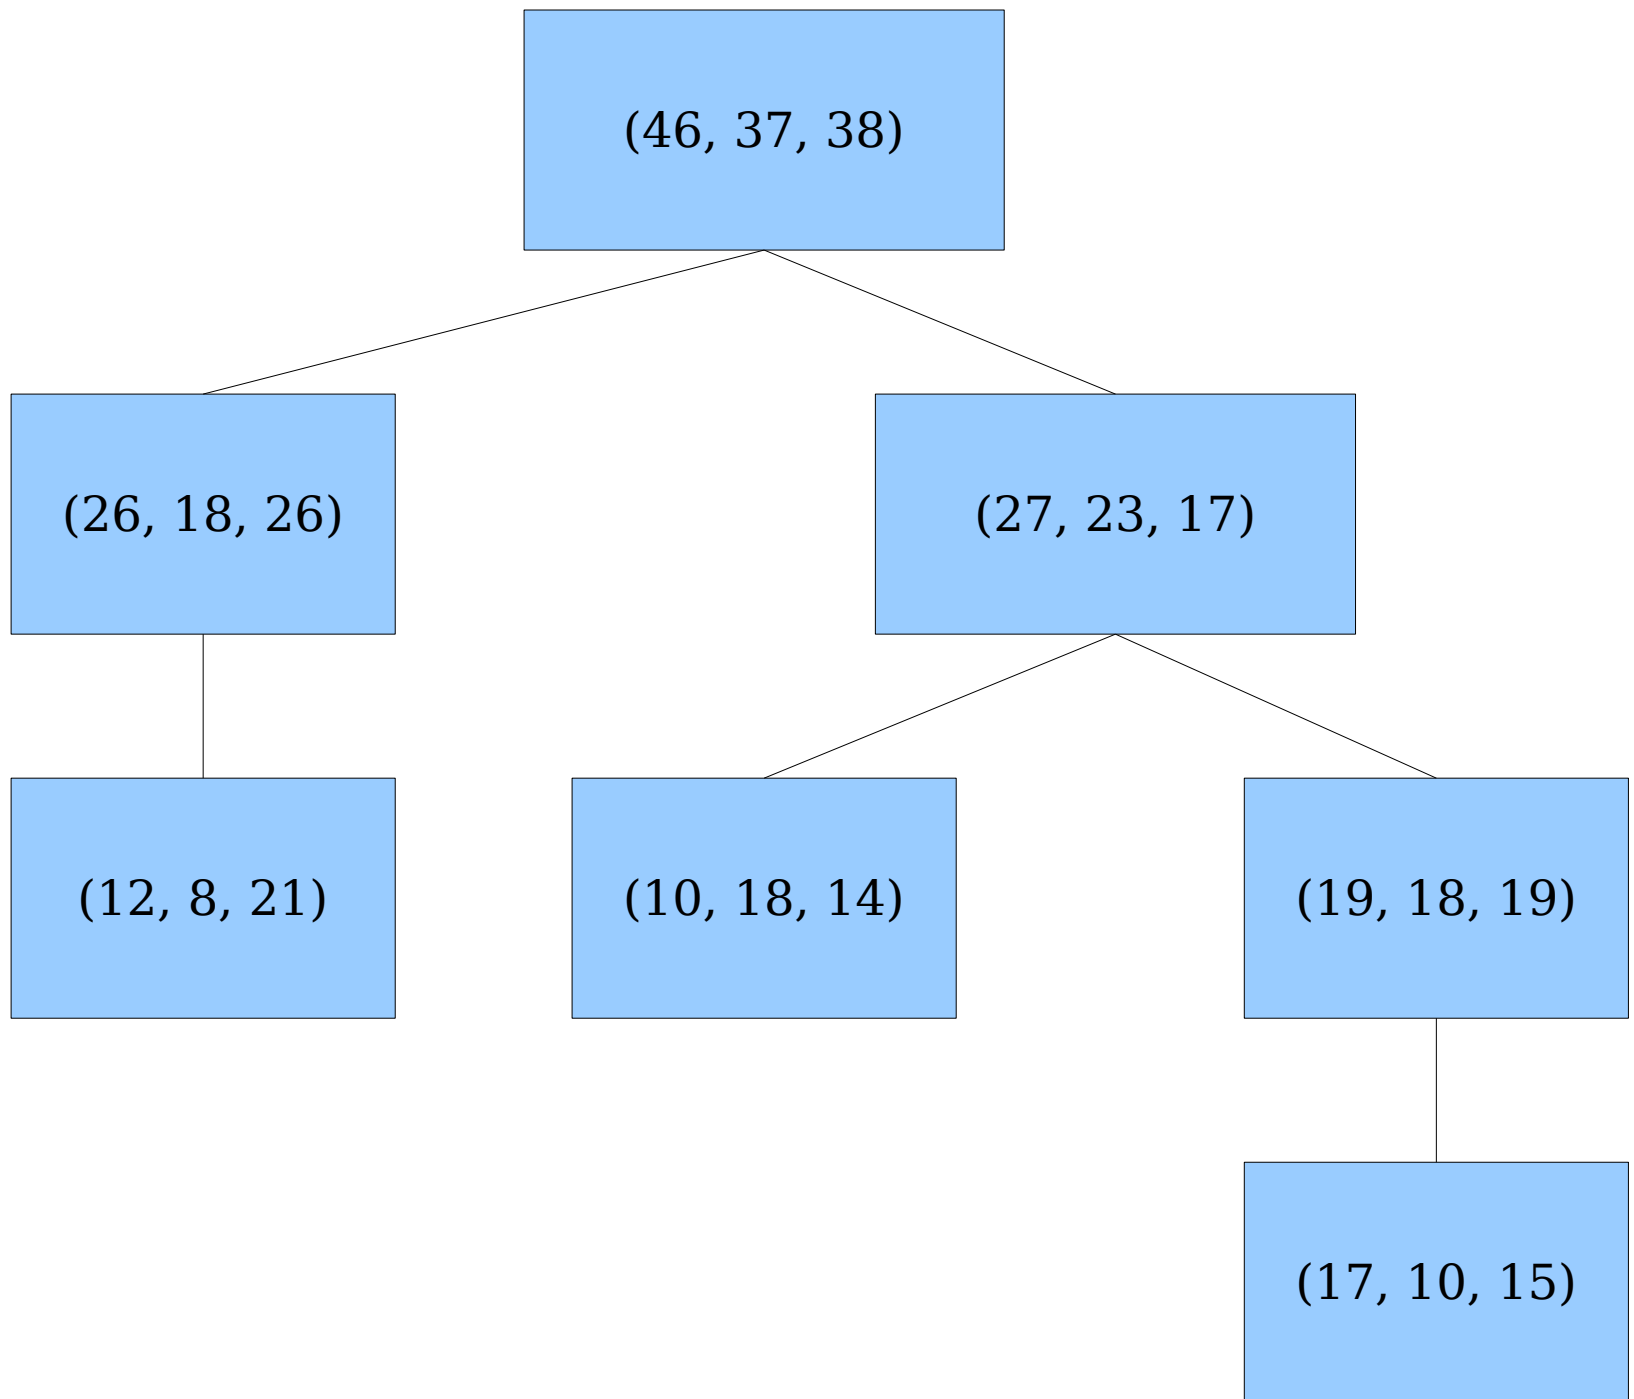 (46, 37, 38)
(26, 18, 26)
(27, 23, 17)
(12, 8, 21)
(10, 18, 14)
(19, 18, 19)
(17, 10, 15)